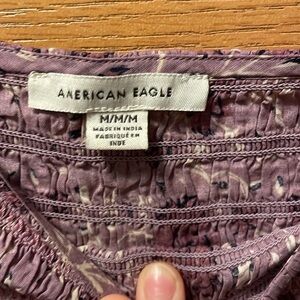 AMERICAN EAGLE
M/M/M
MADE IN INDIA
FABRIQUÉ EN
INDE